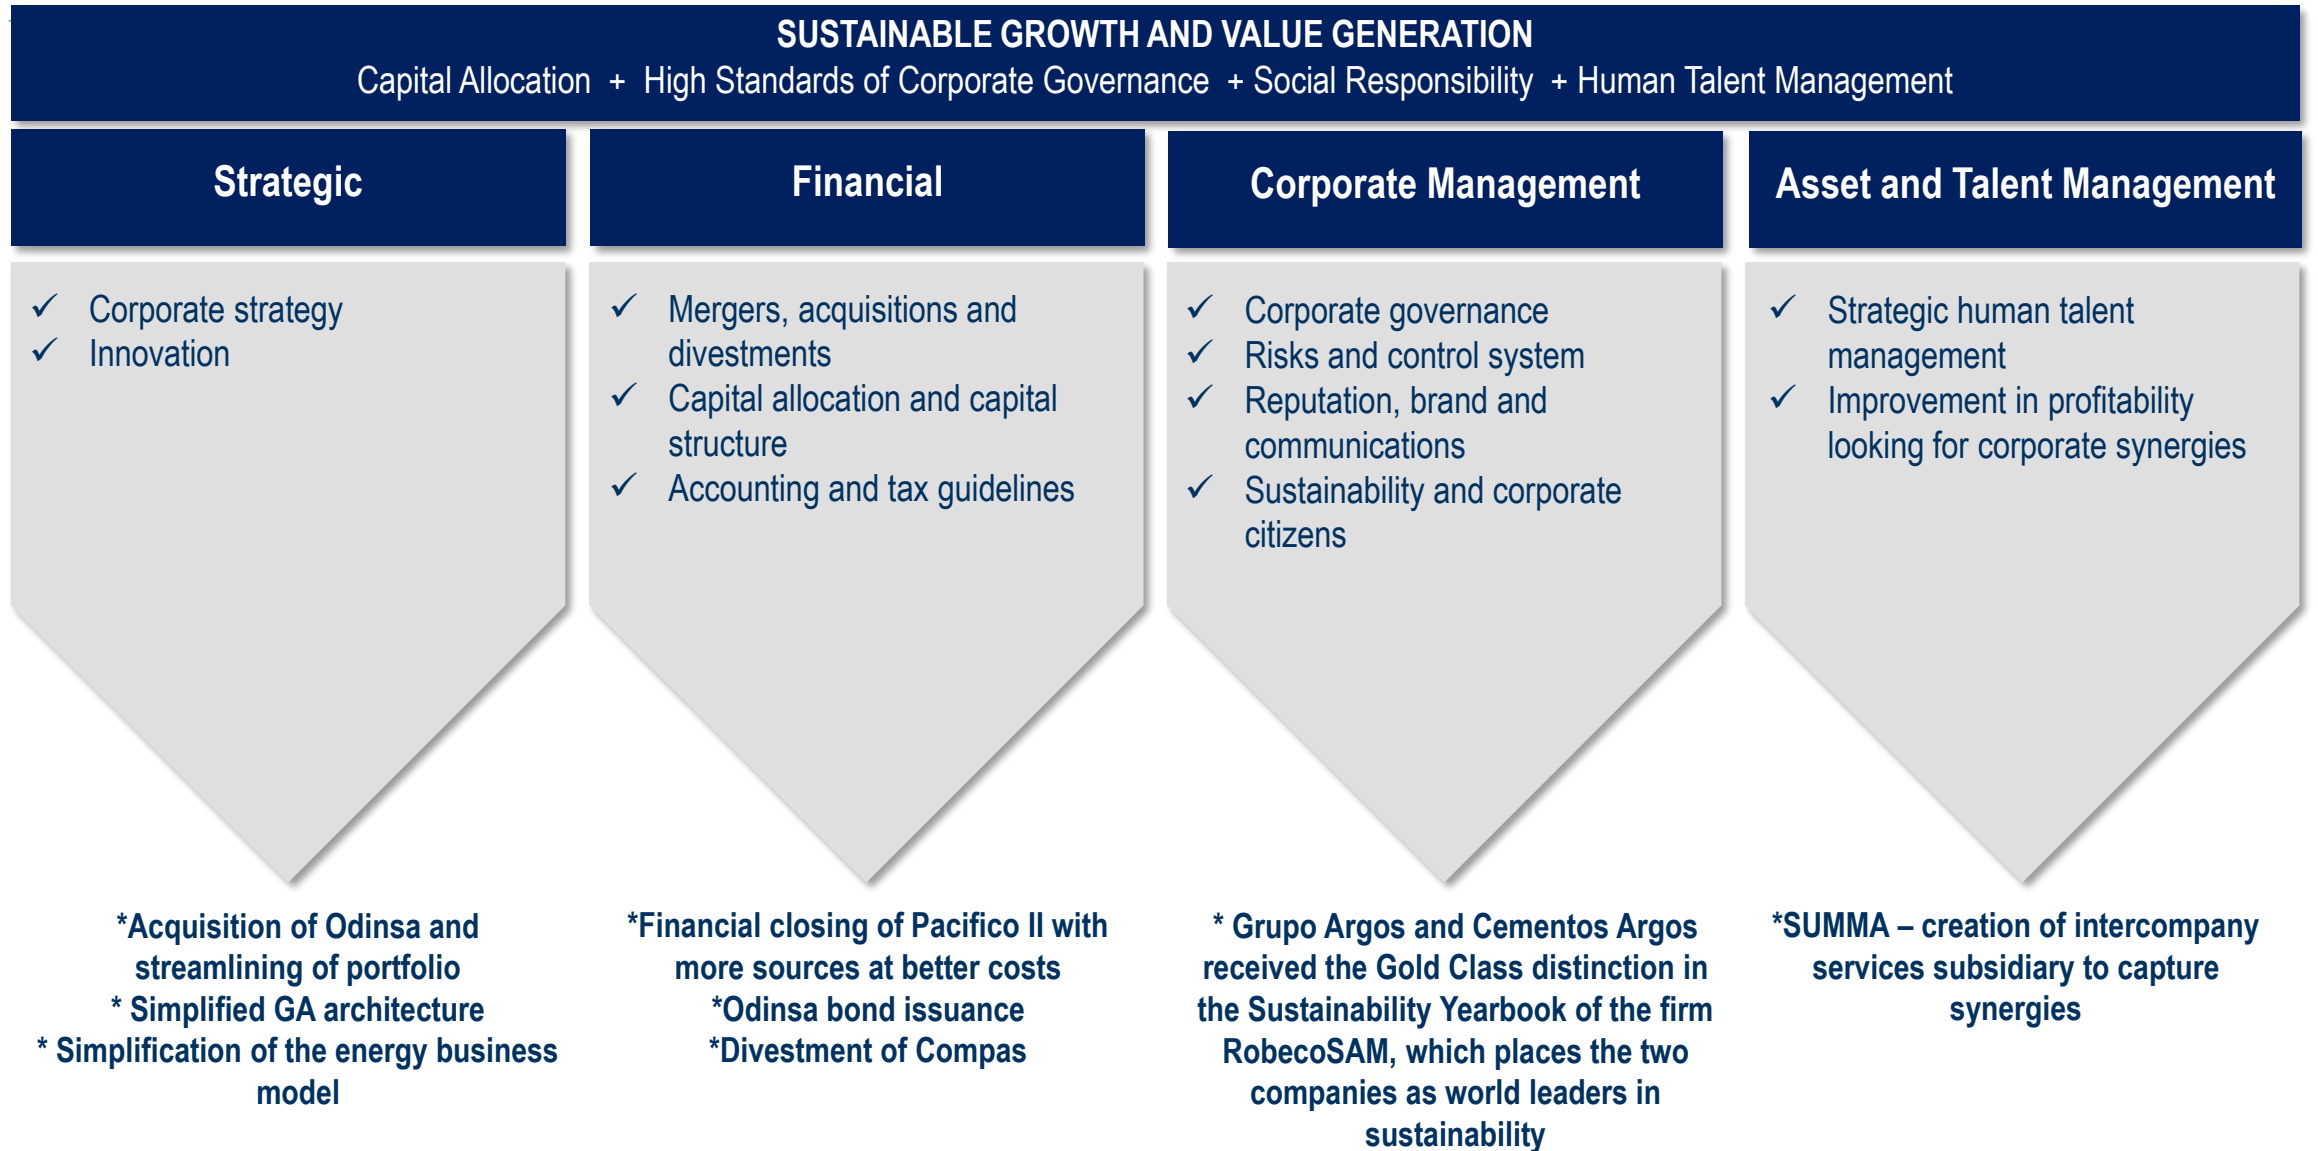 SUSTAINABLE GROWTH AND VALUE GENERATION
Capital Allocation + High Standards of Corporate Governance + Social Responsibility + Human Talent Management
Strategic
✓ Corporate strategy
✓ Innovation
*Acquisition of Odinsa and
streamlining of portfolio
* Simplified GA architecture
* Simplification of the energy business
model
Financial
✓ Mergers, acquisitions and
divestments
✓ Capital allocation and capital
structure
✓ Accounting and tax guidelines
*Financial closing of Pacifico II with
more sources at better costs
*Odinsa bond issuance
*Divestment of Compas
Corporate Management
✓ Corporate governance
✓ Risks and control system
✓ Reputation, brand and
communications
✓ Sustainability and corporate
citizens
* Grupo Argos and Cementos Argos
received the Gold Class distinction in
the Sustainability Yearbook of the firm
RobecoSAM, which places the two
companies as world leaders in
sustainability
Asset and Talent Management
✓ Strategic human talent
management
✓ Improvement in profitability
looking for corporate synergies
*SUMMA – creation of intercompany
services subsidiary to capture
synergies